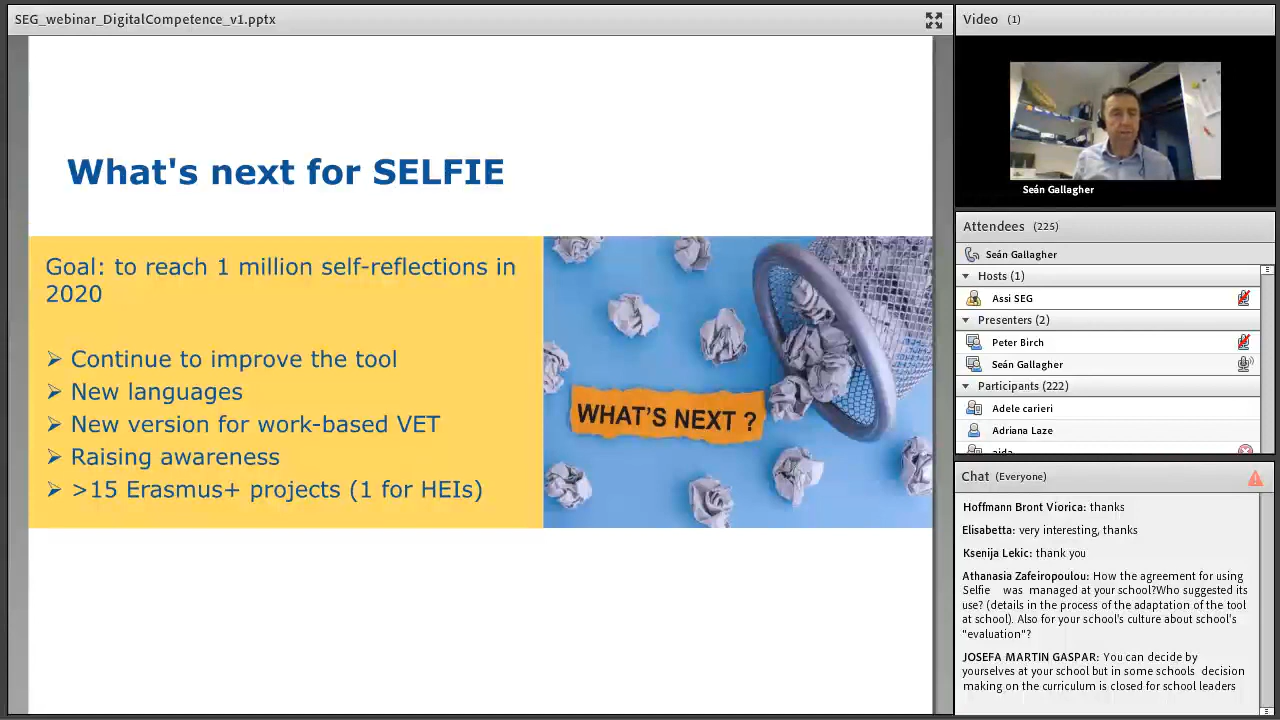 SEG_webinar_DigitalCompetence_v1.pptx
What's next for SELFIE
Goal: to reach 1 million self-reflections in
2020
➢ Continue to improve the tool
➢ New languages
➢ New version for work-based VET
➢ Raising awareness
➢ >15 Erasmus+ projects (1 for HEIs)
WHAT'S NEXT ?
Video (1)
Seán Gallagher
Attendees (225)
Seán Gallagher
Hosts (1)
Assi SEG
Presenters (2)
Peter Birch
Seán Gallagher
Participants (222)
Adele carieri
Adriana Laze
aida
Chat (Everyone)
Hoffmann Bront Viorica: thanks
Elisabetta: very interesting, thanks
Ksenija Lekic: thank you
Athanasia Zafeiropoulou: How the agreement for using
Selfie was managed at your school?Who suggested its
use? (details in the process of the adaptation of the tool
at school). Also for your school's culture about school's
"evaluation"?
JOSEFA MARTIN GASPAR: You can decide by
yourselves at your school but in some schools decision
making on the curriculum is closed for school leaders